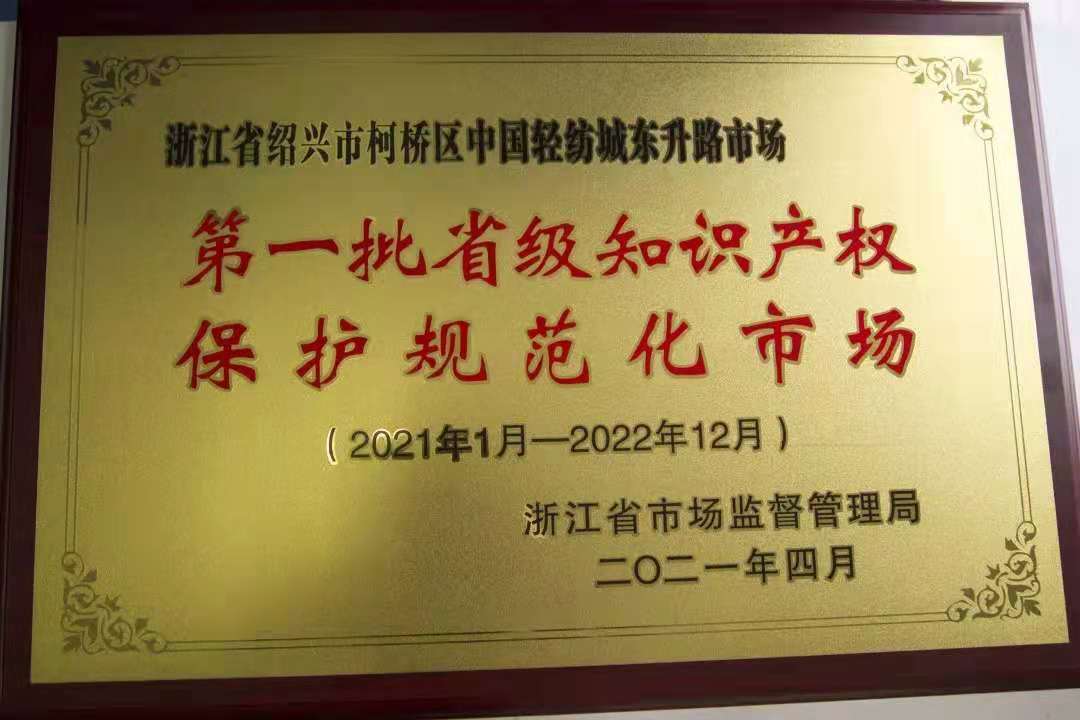 浙江省绍兴市柯桥区中国轻纺城东升路市场
第一批省级知识产权
保护规范化市场
（2021年1月—2022年12月）
浙江省市场监督管理局
二〇二一年四月